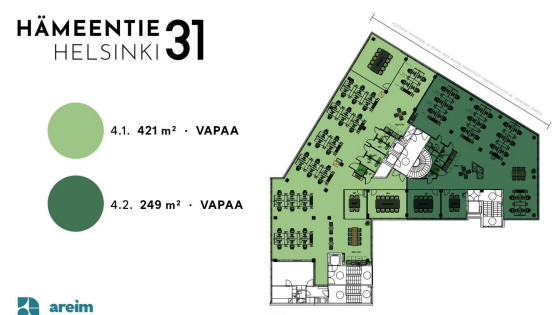 HÄMEENTIE 31
HELSINKI
4.1. 421 m² · VAPAA
4.2. 249 m² · VAPAA
areim